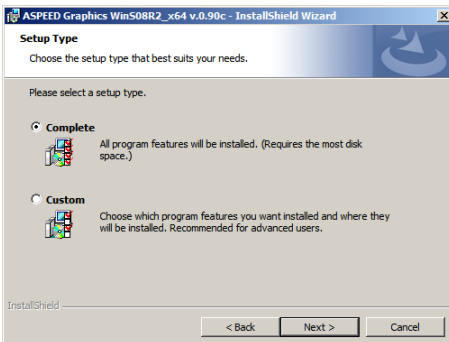 ASPEED Graphics WinS08R2_x64 v.0.90c - InstallShield Wizard
Setup Type
Choose the setup type that best suits your needs.
Please select a setup type.
Complete
All program features will be installed. (Requires the most disk
space.)
Custom
Choose which program features you want installed and where they
will be installed. Recommended for advanced users.
InstallShield
< Back
Next >
Cancel